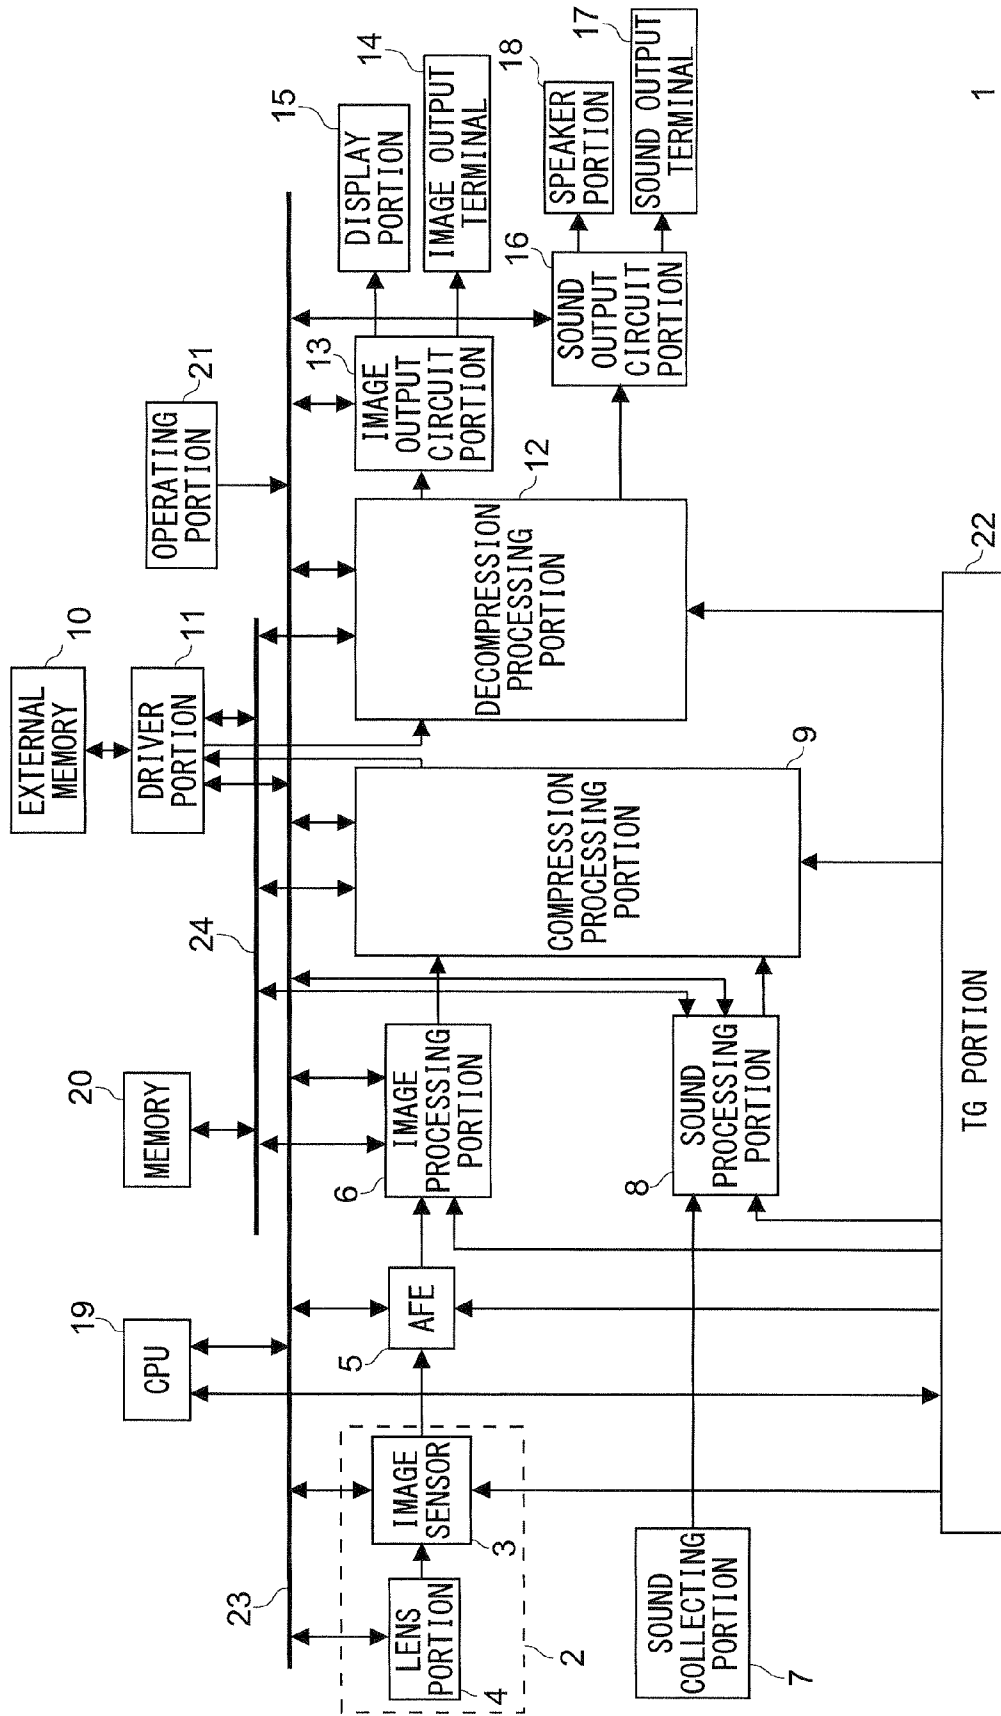 EXTERNAL
MEMORY
10
DRIVER
PORTION
11
OPERATING
PORTION
21
MEMORY
20
CPU
19
24
23
LENS
PORTION
4
IMAGE
SENSOR
3
2
AFE
5
IMAGE
PROCESSING
PORTION
6
SOUND
COLLECTING
PORTION
7
SOUND
PROCESSING
PORTION
8
COMPRESSION
PROCESSING
PORTION
9
DECOMPRESSION
PROCESSING
PORTION
12
IMAGE
OUTPUT
CIRCUIT
PORTION
13
DISPLAY
PORTION
15
IMAGE OUTPUT
TERMINAL
14
SOUND
OUTPUT
CIRCUIT
PORTION
16
SPEAKER
PORTION
18
SOUND OUTPUT
TERMINAL
17
TG PORTION
22
1